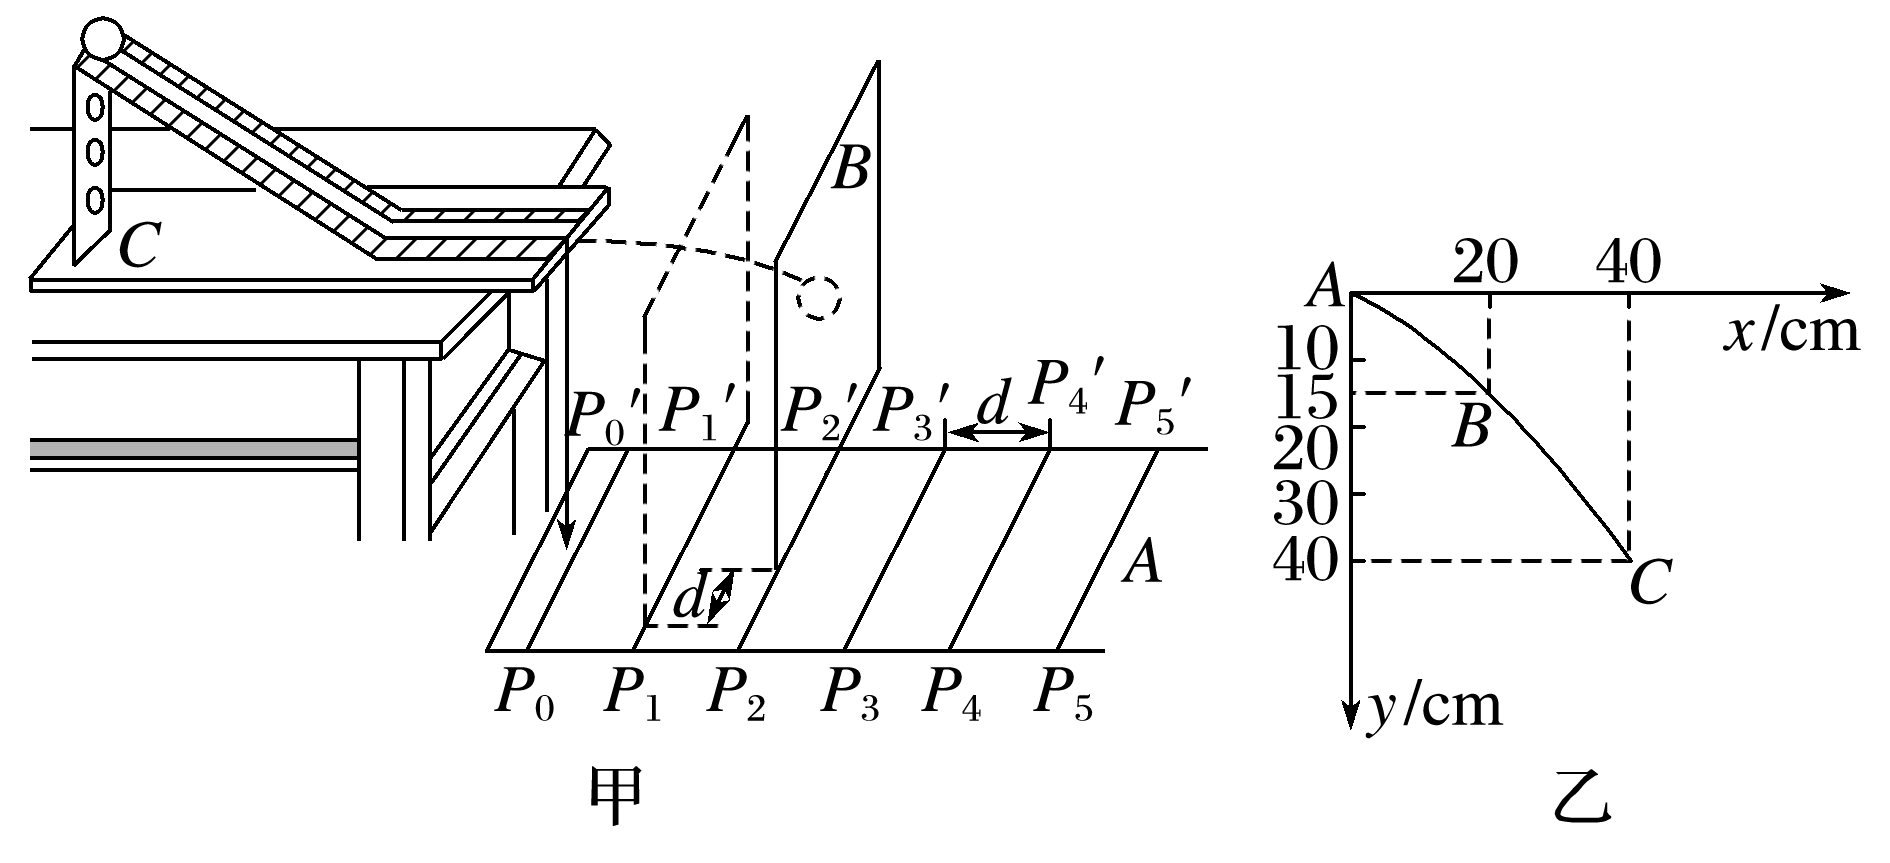 B
C
P₀′ P₁′ P₂′ P₃′ d P₄′ P₅′
d
A
P₀ P₁ P₂ P₃ P₄ P₅
甲
20 40
A
x/cm
10
15
B
20
30
40
C
y/cm
乙